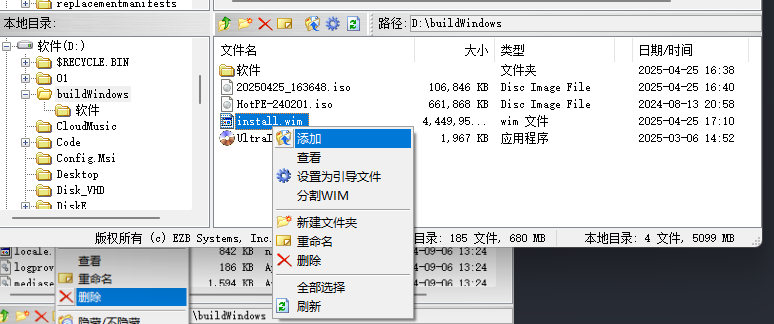 replacementmanifests
本地目录:
路径: D:\buildWindows
软件(D:)
$RECYCLE.BIN
01
buildWindows
软件
CloudMusic
Code
Config.Msi
Desktop
Disk_VHD
DiskE
文件名 大小 类型 日期/时间
软件 文件夹 2025-04-25 16:38
20250425_163648.iso 106,846 KB Disc Image File 2025-04-25 16:40
HotPE-240201.iso 661,868 KB Disc Image File 2024-08-13 20:58
install.wim 4,449,95... wim 文件 2025-04-25 17:10
UltraI 1,967 KB 应用程序 2025-03-06 14:52
添加
查看
设置为引导文件
分割WIM
新建文件夹
重命名
删除
全部选择
刷新
版权所有 (c) EZB Systems, Inc. 目录: 185 文件, 680 MB 本地目录: 4 文件, 5099 MB
locale. 842 KB 4-09-06 13:24
logprov 186 KB 4-09-06 13:24
mediase 1,594 KB 4-09-06 13:24
查看
重命名
删除
隐藏/不隐藏
\buildWindows